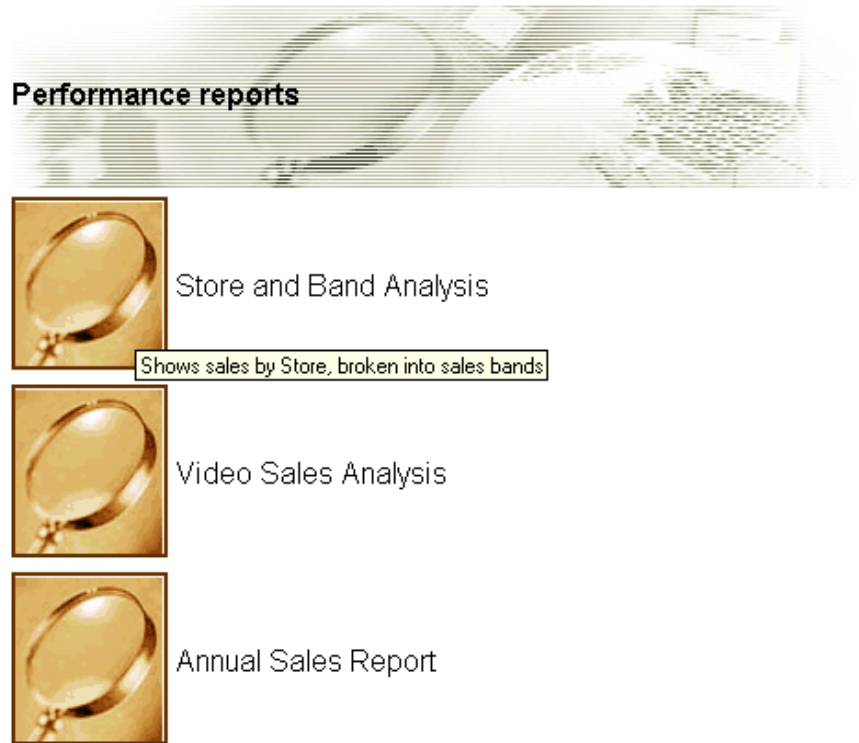 Performance reports
Store and Band Analysis
Shows sales by Store, broken into sales bands
Video Sales Analysis
Annual Sales Report